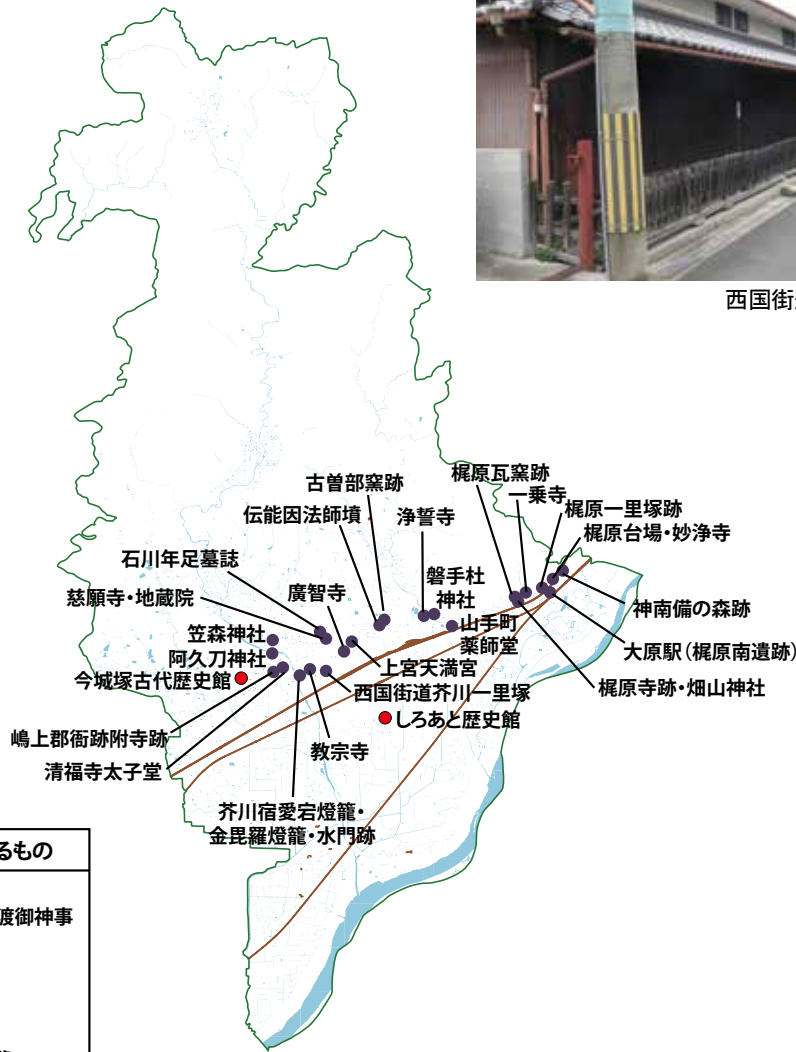 西国街
古曽部窯跡
伝能因法師墳
浄誓寺
梶原瓦窯跡
一乗寺
梶原一里塚跡
梶原台場・妙浄寺
石川年足墓誌
慈願寺・地蔵院
廣智寺
磐手杜
神社
神南備の森跡
笠森神社
山手町
薬師堂
阿久刀神社
上宮天満宮
大原駅（梶原南遺跡）
今城塚古代歴史館
西国街道芥川一里塚
梶原寺跡・畑山神社
しろあと歴史館
嶋上郡衙跡附寺跡
教宗寺
清福寺太子堂
芥川宿愛宕燈籠・
金毘羅燈籠・水門跡
るもの
渡御神事